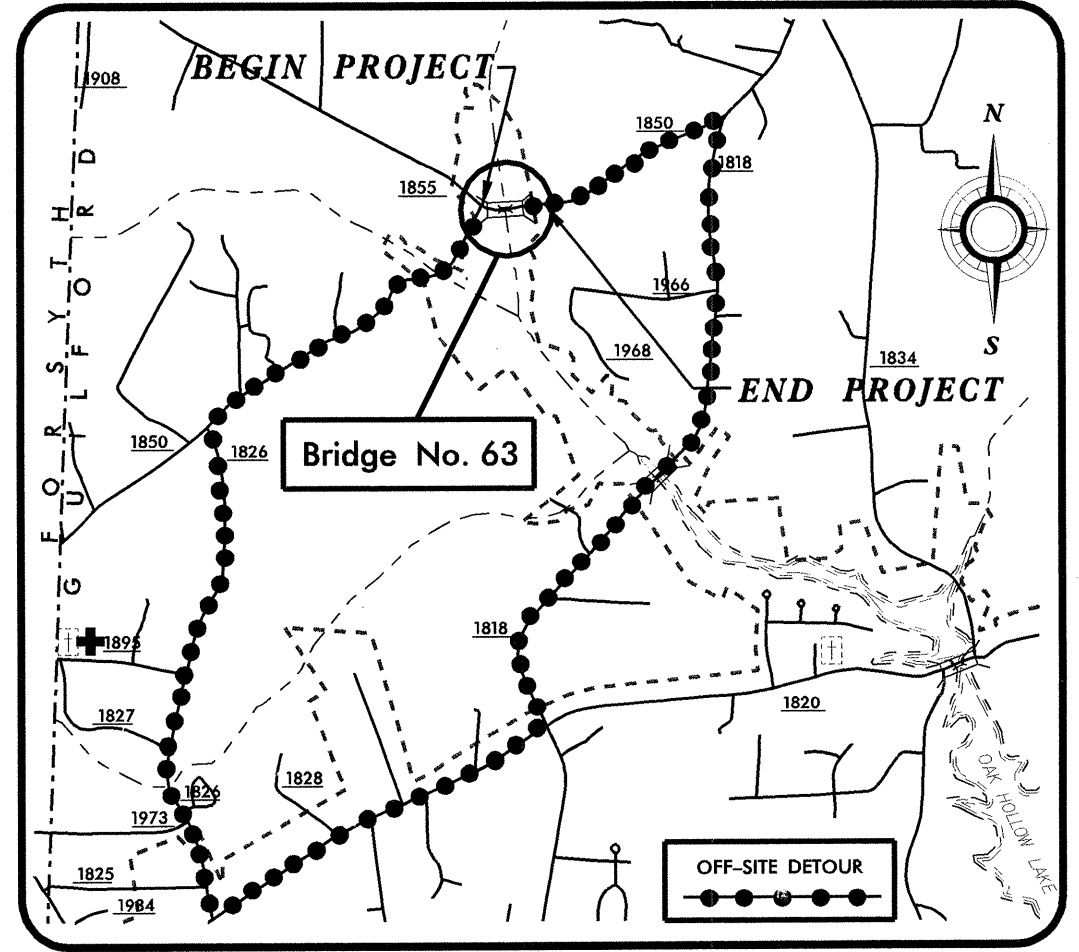 BEGIN PROJECT
1908
N
1850
1818
1855
1966
S
1968
1834
END PROJECT
1850
1826
Bridge No. 63
FORSYTH
GUILFORD
1895
1818
1827
1820
1828
1826
1973
OAK HOLLOW LAKE
1825
1984
OFF-SITE DETOUR